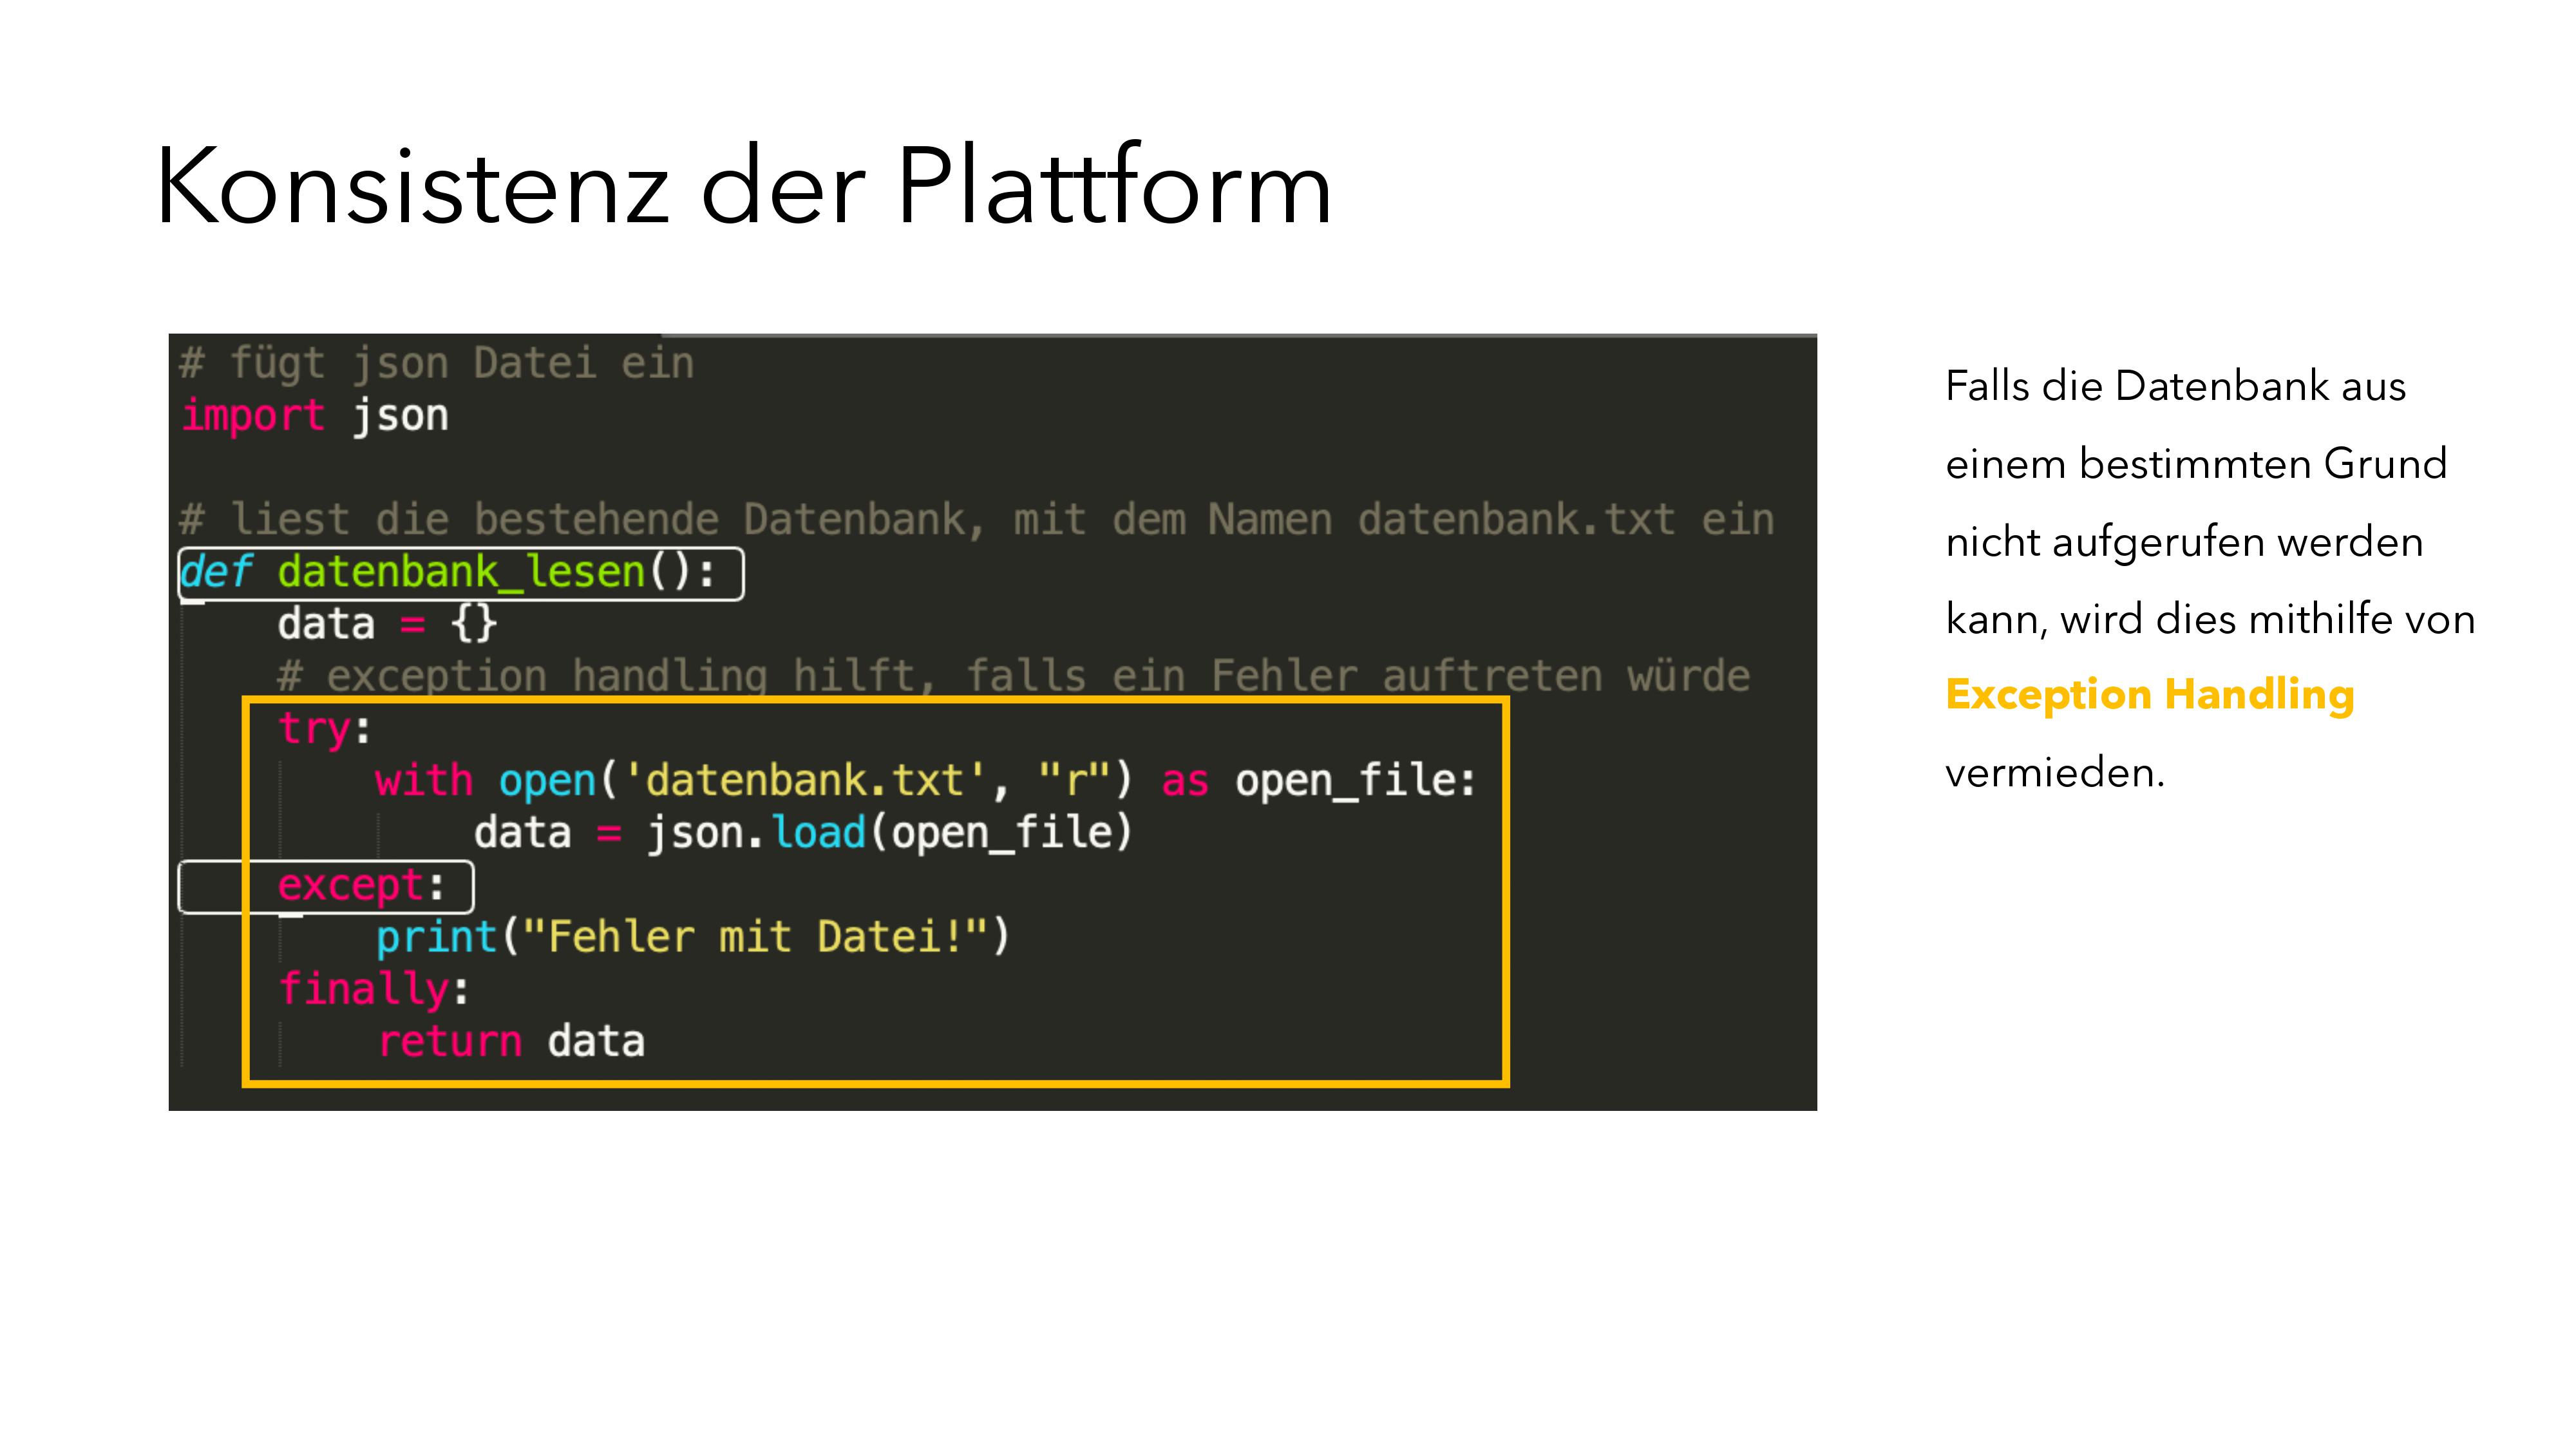 Konsistenz der Plattform
# fügt json Datei ein
import json
# liest die bestehende Datenbank, mit dem Namen datenbank.txt ein
def datenbank_lesen():
    data = {}
    # exception handling hilft, falls ein Fehler auftreten würde
    try:
        with open('datenbank.txt', "r") as open_file:
            data = json.load(open_file)
    except:
        print("Fehler mit Datei!")
    finally:
        return data
Falls die Datenbank aus
einem bestimmten Grund
nicht aufgerufen werden
kann, wird dies mithilfe von
Exception Handling
vermieden.